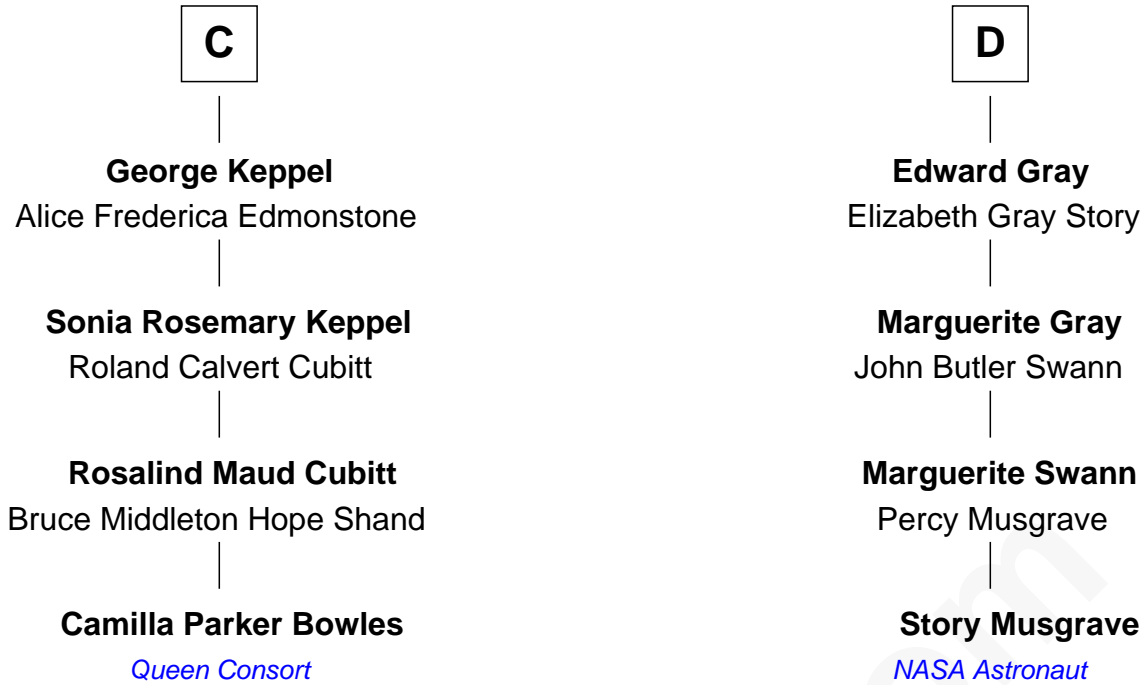 C
George Keppel
Alice Frederica Edmonstone
Sonia Rosemary Keppel
Roland Calvert Cubitt
Rosalind Maud Cubitt
Bruce Middleton Hope Shand
Camilla Parker Bowles
Queen Consort
D
Edward Gray
Elizabeth Gray Story
Marguerite Gray
John Butler Swann
Marguerite Swann
Percy Musgrave
Story Musgrave
NASA Astronaut